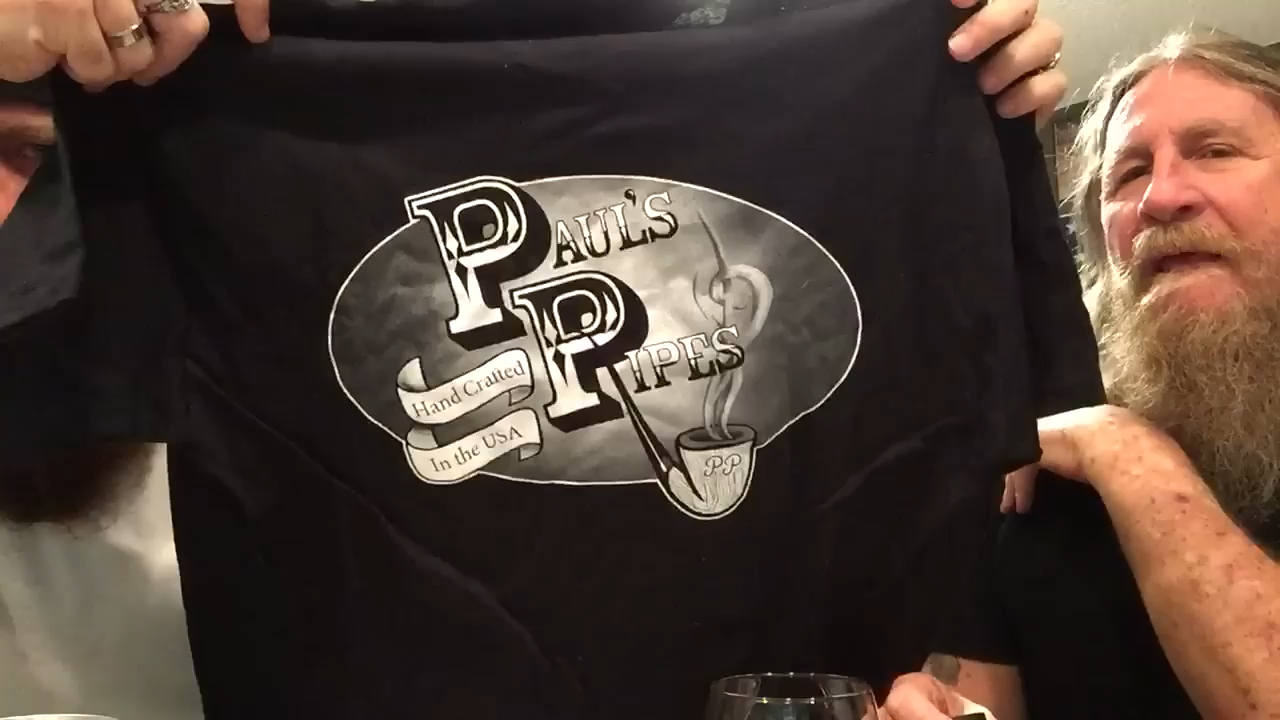 PAUL'S
PIPES
Hand Crafted
In the USA
PP